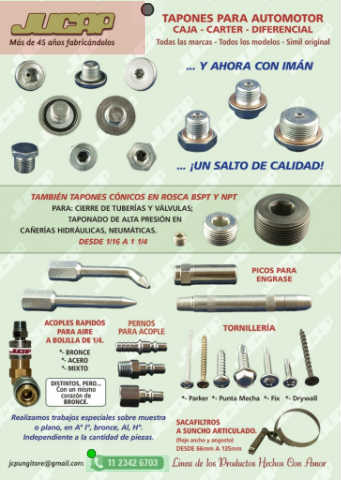 JUCAP
Más de 45 años fabricándolos
TAPONES PARA AUTOMOTOR
CAJA - CARTER - DIFERENCIAL
Todas las marcas - Todos los modelos - Simil original
... Y AHORA CON IMÁN
... ¡UN SALTO DE CALIDAD!
TAMBIÉN TAPONES CÓNICOS EN ROSCA BSPT Y NPT
PARA: CIERRE DE TUBERÍAS Y VÁLVULAS;
TAPONADO DE ALTA PRESIÓN EN
CAÑERÍAS HIDRÁULICAS, NEUMÁTICAS.
DESDE 1/16 A 1 1/4
PICOS PARA
ENGRASE
ACOPLES RAPIDOS
PARA AIRE
A BOLILLA DE 1/4.
- BRONCE
- ACERO
- MIXTO
DISTINTOS, PERO...
Con un mismo
corazón de
BRONCE.
PERNOS
PARA ACOPLE
TORNILLERÍA
- Parker - Punta Mecha - Fix - Drywall
Realizamos trabajos especiales sobre muestra
o plano, en Aº Iº, bronce, Al, Hº.
Independiente a la cantidad de piezas.
SACAFILTROS
A SUNCHO ARTICULADO.
(Fleje ancho y angosto)
DESDE 66mm A 135mm
jcpungitore@gmail.com
11 2342 6703
Linea de los Productos Hechos Con Amor